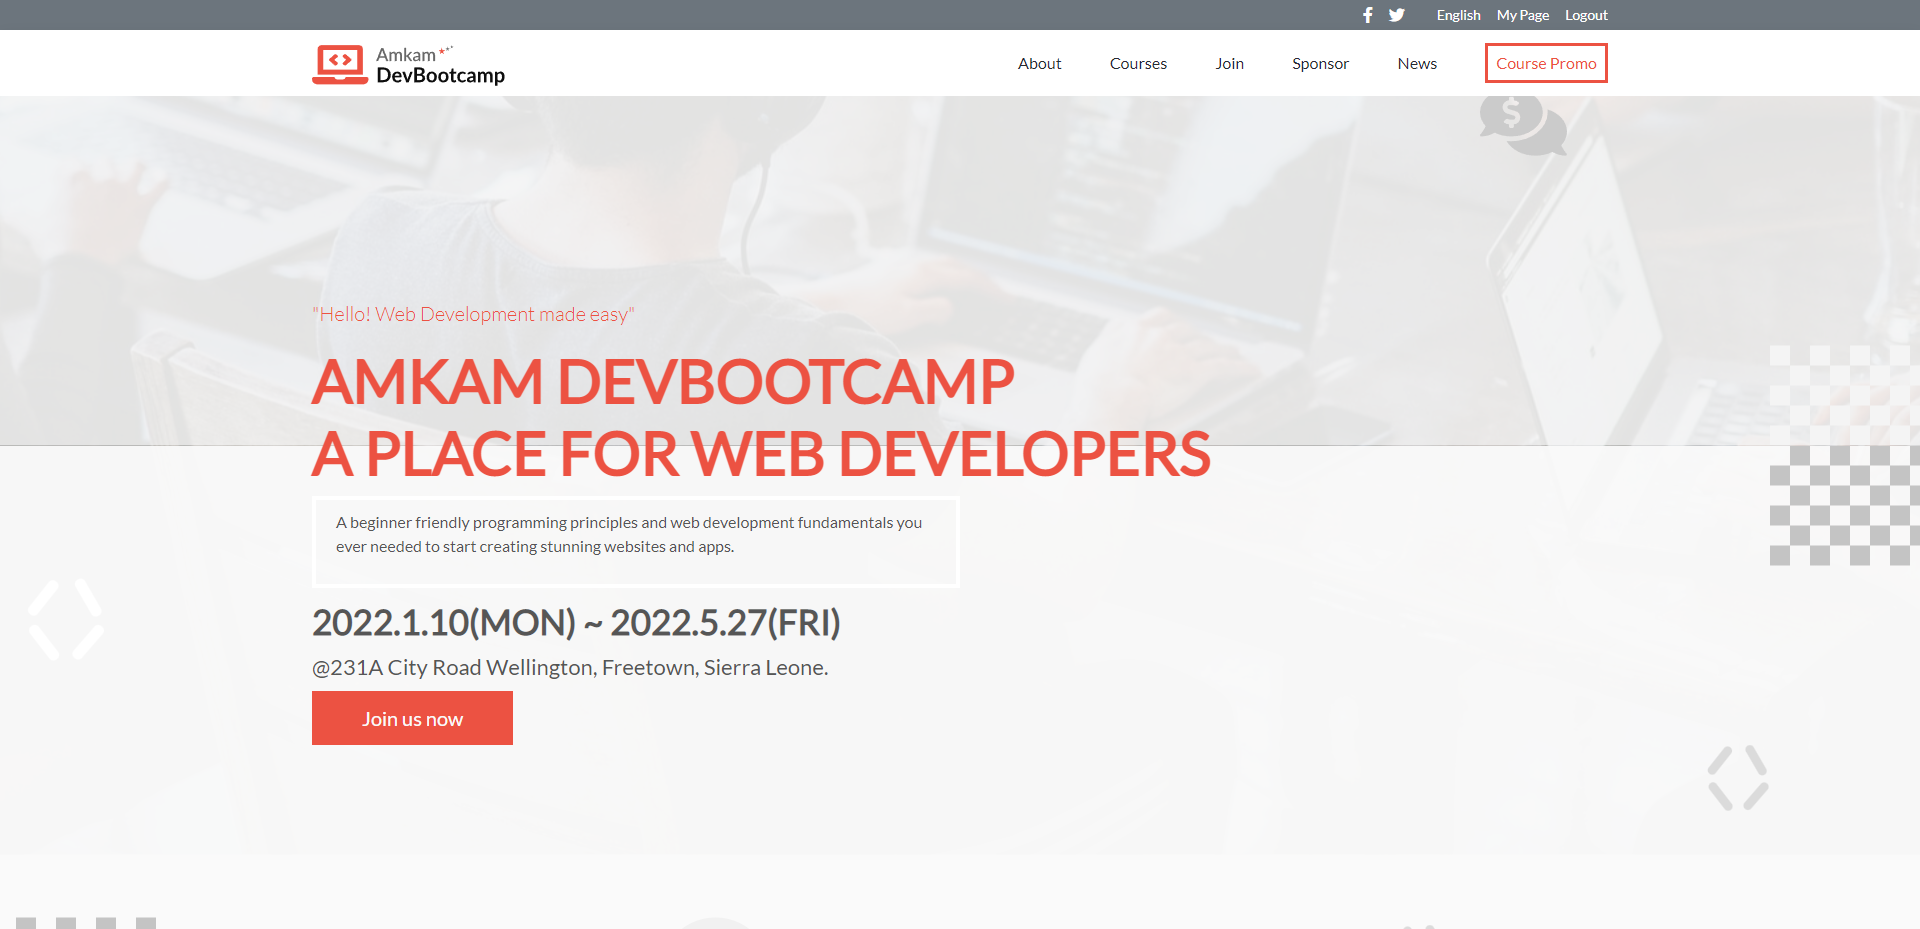 English My Page Logout
Amkam
DevBootcamp
About Courses Join Sponsor News Course Promo
"Hello! Web Development made easy"
AMKAM DEVBOOTCAMP
A PLACE FOR WEB DEVELOPERS
A beginner friendly programming principles and web development fundamentals you
ever needed to start creating stunning websites and apps.
2022.1.10(MON) ~ 2022.5.27(FRI)
@231A City Road Wellington, Freetown, Sierra Leone.
Join us now